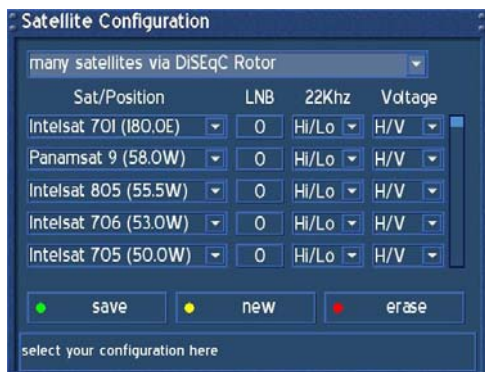 Satellite Configuration
many satellites via DiSEqC Rotor
Sat/Position LNB 22Khz Voltage
Intelsat 701 (180.0E) 0 Hi/Lo H/V
Panamsat 9 (58.0W) 0 Hi/Lo H/V
Intelsat 805 (55.5W) 0 Hi/Lo H/V
Intelsat 706 (53.0W) 0 Hi/Lo H/V
Intelsat 705 (50.0W) 0 Hi/Lo H/V
save new erase
select your configuration here